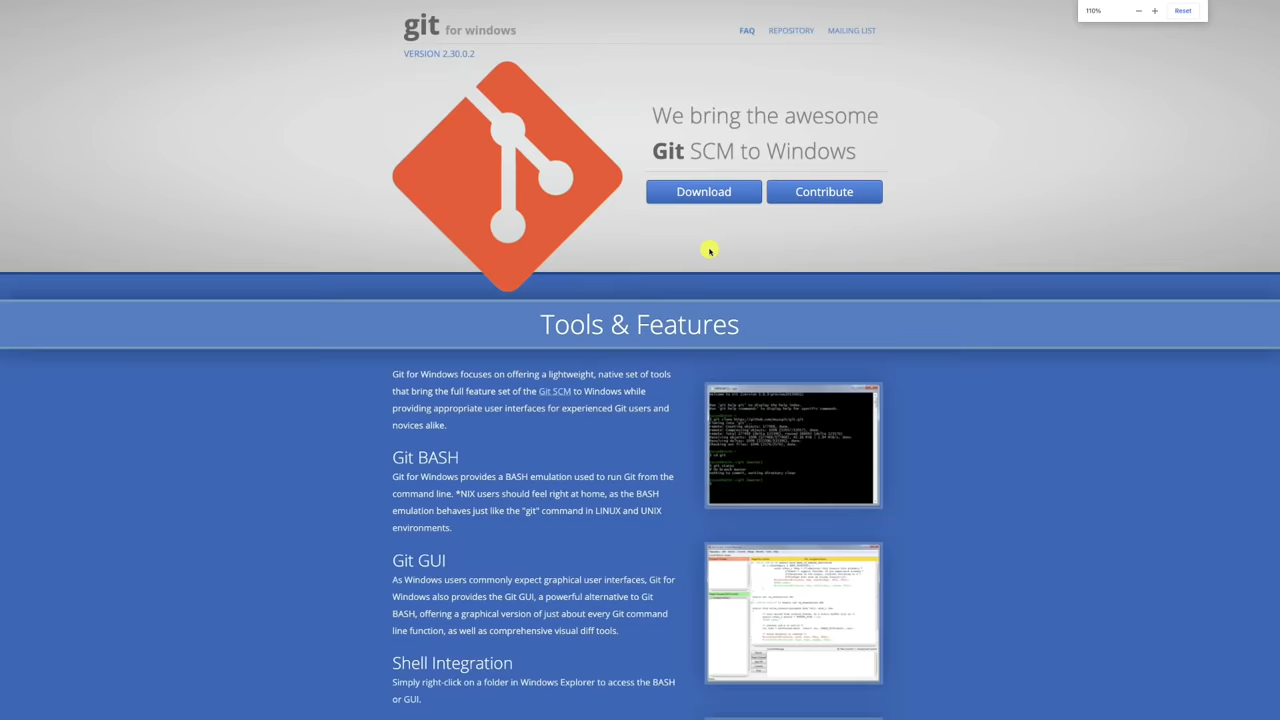 110%
Reset
git for windows
FAQ
REPOSITORY
MAILING LIST
VERSION 2.30.0.2
We bring the awesome
Git SCM to Windows
Download
Contribute
Tools & Features
Git for Windows focuses on offering a lightweight, native set of tools
that bring the full feature set of the Git SCM to Windows while
providing appropriate user interfaces for experienced Git users and
novices alike.
Git BASH
Git for Windows provides a BASH emulation used to run Git from the
command line. *NIX users should feel right at home, as the BASH
emulation behaves just like the "git" command in LINUX and UNIX
environments.
Git GUI
As Windows users commonly expect graphical user interfaces, Git for
Windows also provides the Git GUI, a powerful alternative to Git
BASH, offering a graphical version of just about every Git command
line function, as well as comprehensive visual diff tools.
Shell Integration
Simply right-click on a folder in Windows Explorer to access the BASH
or GUI.